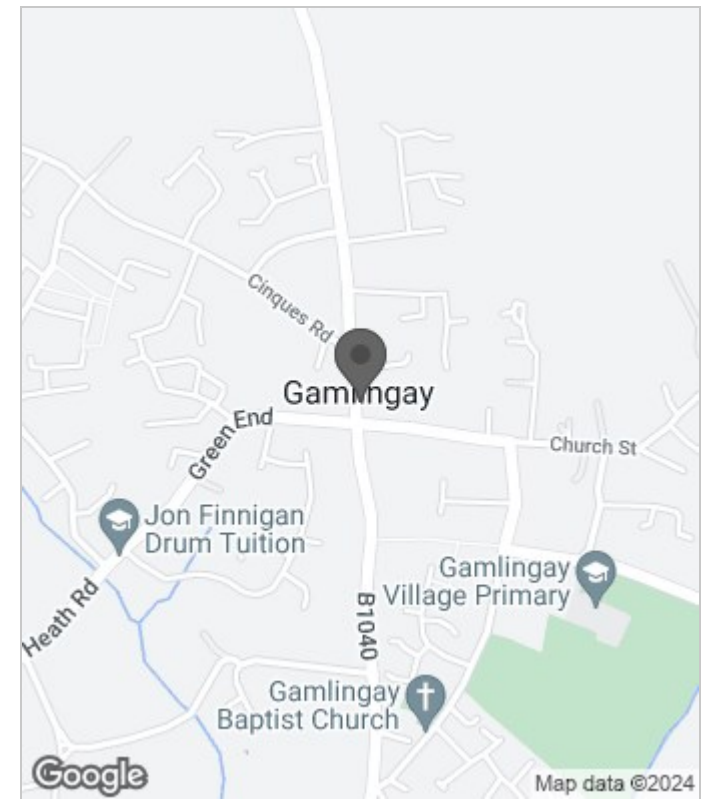 Cinques Rd
Gamlingay
Green End
Church St
Jon Finnigan
Drum Tuition
Gamlingay
Village Primary
Heath Rd
B1040
Gamlingay
Baptist Church
Google
Map data ©2024